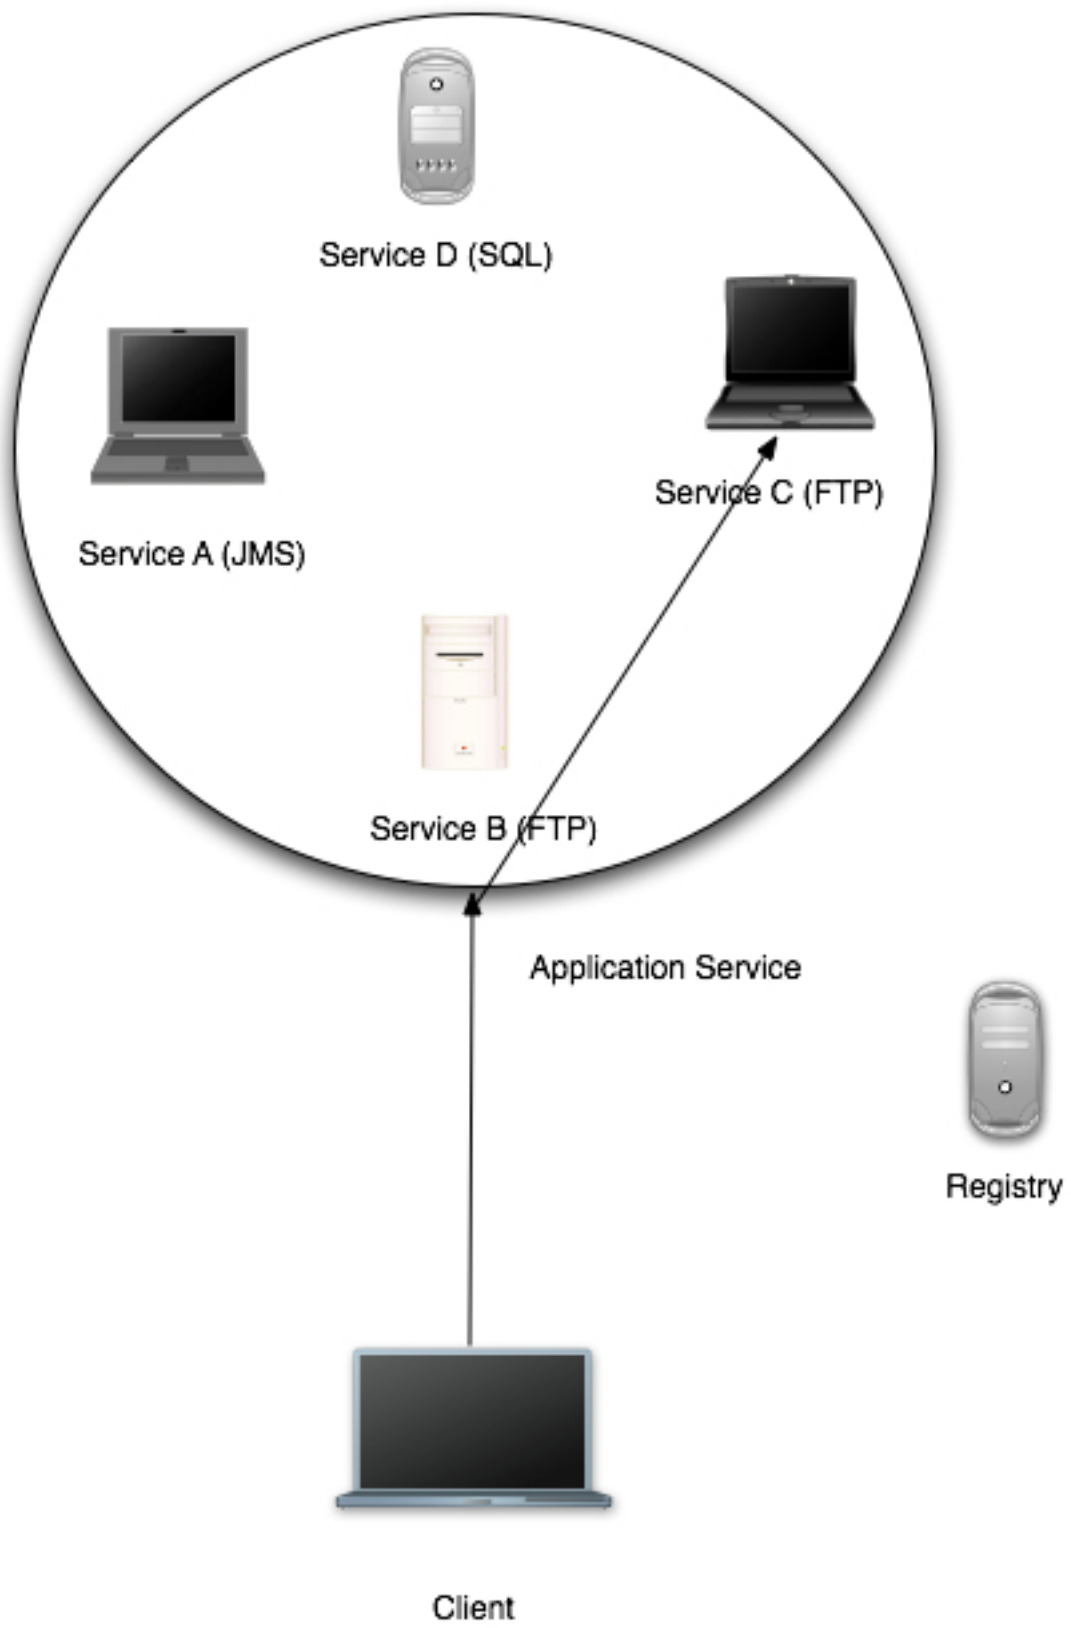 Service D (SQL)
Service C (FTP)
Service A (JMS)
Service B (FTP)
Application Service
Registry
Client